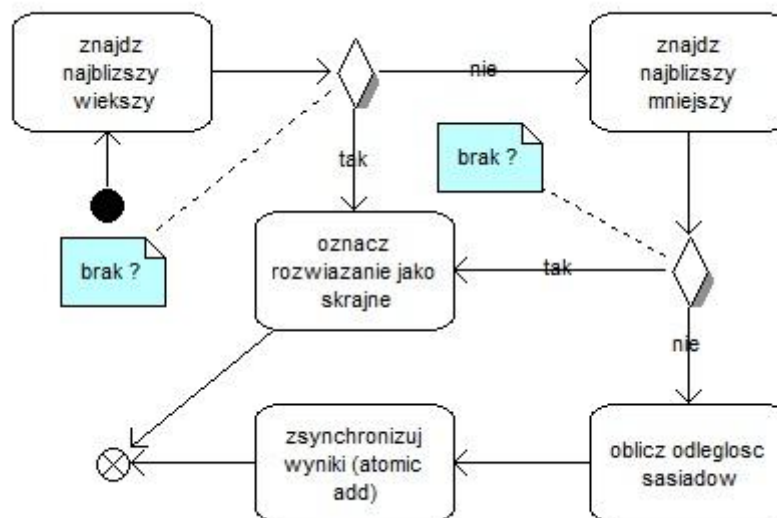 znajdz
najblizszy
wiekszy
nie
znajdz
najblizszy
mniejszy
tak
brak ?
brak ?
oznacz
rozwiazanie jako
skrajne
tak
nie
zsynchronizuj
wyniki (atomic
add)
oblicz odleglosc
sasiadow